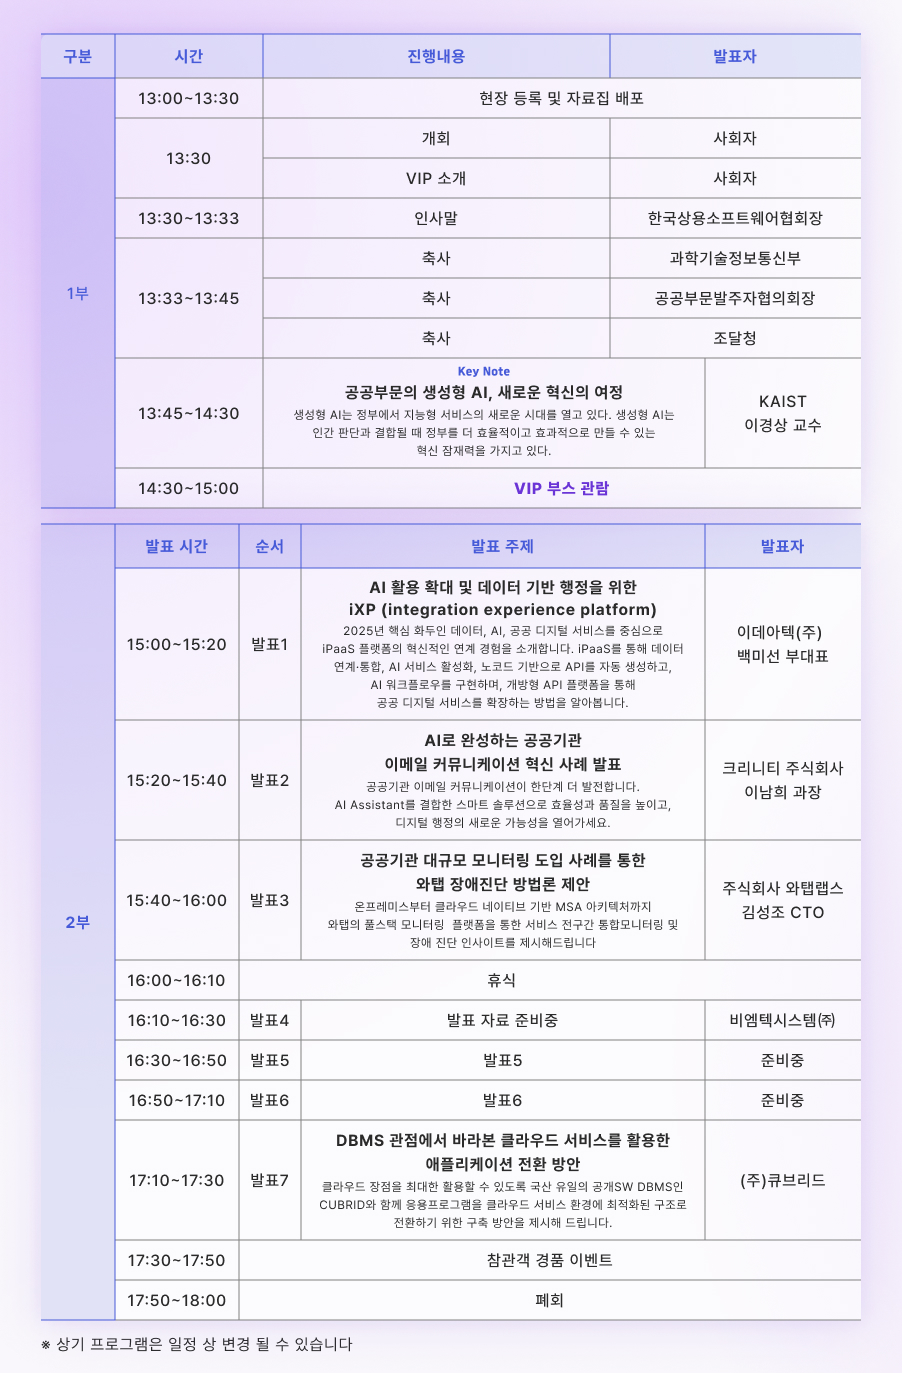 구분 시간 진행내용 발표자
1부
13:00~13:30 현장 등록 및 자료집 배포
13:30 개회 사회자
VIP 소개 사회자
13:30~13:33 인사말 한국상용소프트웨어협회장
13:33~13:45 축사 과학기술정보통신부
축사 공공부문발주자협의회장
축사 조달청
13:45~14:30
Key Note
공공부문의 생성형 AI, 새로운 혁신의 여정
생성형 AI는 정부에서 지능형 서비스의 새로운 시대를 열고 있다. 생성형 AI는
인간 판단과 결합될 때 정부를 더 효율적이고 효과적으로 만들 수 있는
혁신 잠재력을 가지고 있다.
KAIST
이경상 교수
14:30~15:00 VIP 부스 관람
2부
발표 시간 순서 발표 주제 발표자
15:00~15:20 발표1
AI 활용 확대 및 데이터 기반 행정을 위한
iXP (integration experience platform)
2025년 핵심 화두인 데이터, AI, 공공 디지털 서비스를 중심으로
iPaaS 플랫폼의 혁신적인 연계 경험을 소개합니다. iPaaS를 통해 데이터
연계·통합, AI 서비스 활성화, 노코드 기반으로 API를 자동 생성하고,
AI 워크플로우를 구현하며, 개방형 API 플랫폼을 통해
공공 디지털 서비스를 확장하는 방법을 알아봅니다.
이데아텍(주)
백미선 부대표
15:20~15:40 발표2
AI로 완성하는 공공기관
이메일 커뮤니케이션 혁신 사례 발표
공공기관 이메일 커뮤니케이션이 한단계 더 발전합니다.
AI Assistant를 결합한 스마트 솔루션으로 효율성과 품질을 높이고,
디지털 행정의 새로운 가능성을 열어가세요.
크리니티 주식회사
이남희 과장
15:40~16:00 발표3
공공기관 대규모 모니터링 도입 사례를 통한
와탭 장애진단 방법론 제안
온프레미스부터 클라우드 네이티브 기반 MSA 아키텍처까지
와탭의 풀스택 모니터링 플랫폼을 통한 서비스 전구간 통합모니터링 및
장애 진단 인사이트를 제시해드립니다
주식회사 와탭랩스
김성조 CTO
16:00~16:10 휴식
16:10~16:30 발표4 발표 자료 준비중 비엠텍시스템㈜
16:30~16:50 발표5 발표5 준비중
16:50~17:10 발표6 발표6 준비중
17:10~17:30 발표7
DBMS 관점에서 바라본 클라우드 서비스를 활용한
애플리케이션 전환 방안
클라우드 장점을 최대한 활용할 수 있도록 국산 유일의 공개SW DBMS인
CUBRID와 함께 응용프로그램을 클라우드 서비스 환경에 최적화된 구조로
전환하기 위한 구축 방안을 제시해 드립니다.
(주)큐브리드
17:30~17:50 참관객 경품 이벤트
17:50~18:00 폐회
※ 상기 프로그램은 일정 상 변경 될 수 있습니다